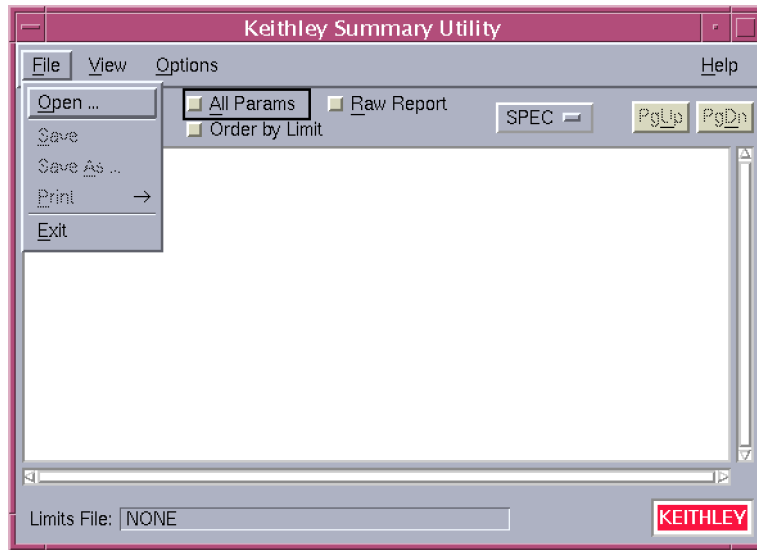 Keithley Summary Utility
File View Options Help
Open ...
Save
Save As ...
Print →
Exit
All Params Raw Report
Order by Limit
SPEC
PgUp PgDn
Limits File: NONE
KEITHLEY